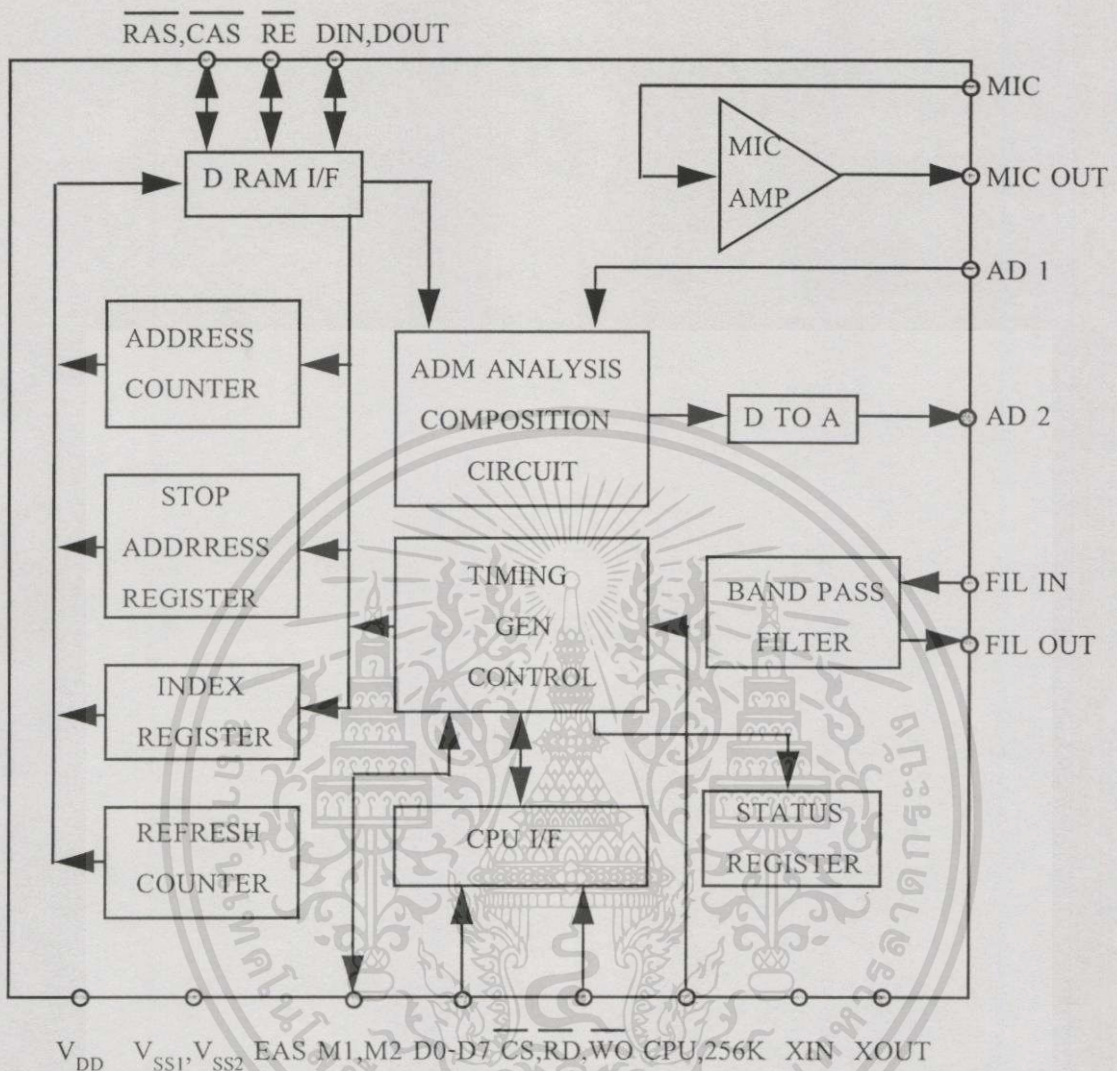 RAS,CAS RE DIN,DOUT
MIC
D RAM I/F
MIC
AMP
MIC OUT
AD 1
ADDRESS
COUNTER
ADM ANALYSIS
COMPOSITION
CIRCUIT
D TO A
AD 2
STOP
ADDRRESS
REGISTER
TIMING
GEN
CONTROL
BAND PASS
FILTER
FIL IN
FIL OUT
INDEX
REGISTER
REFRESH
COUNTER
CPU I/F
STATUS
REGISTER
VDD VSS1, VSS2 EAS M1,M2 D0-D7 CS,RD,WO CPU,256K XIN XOUT